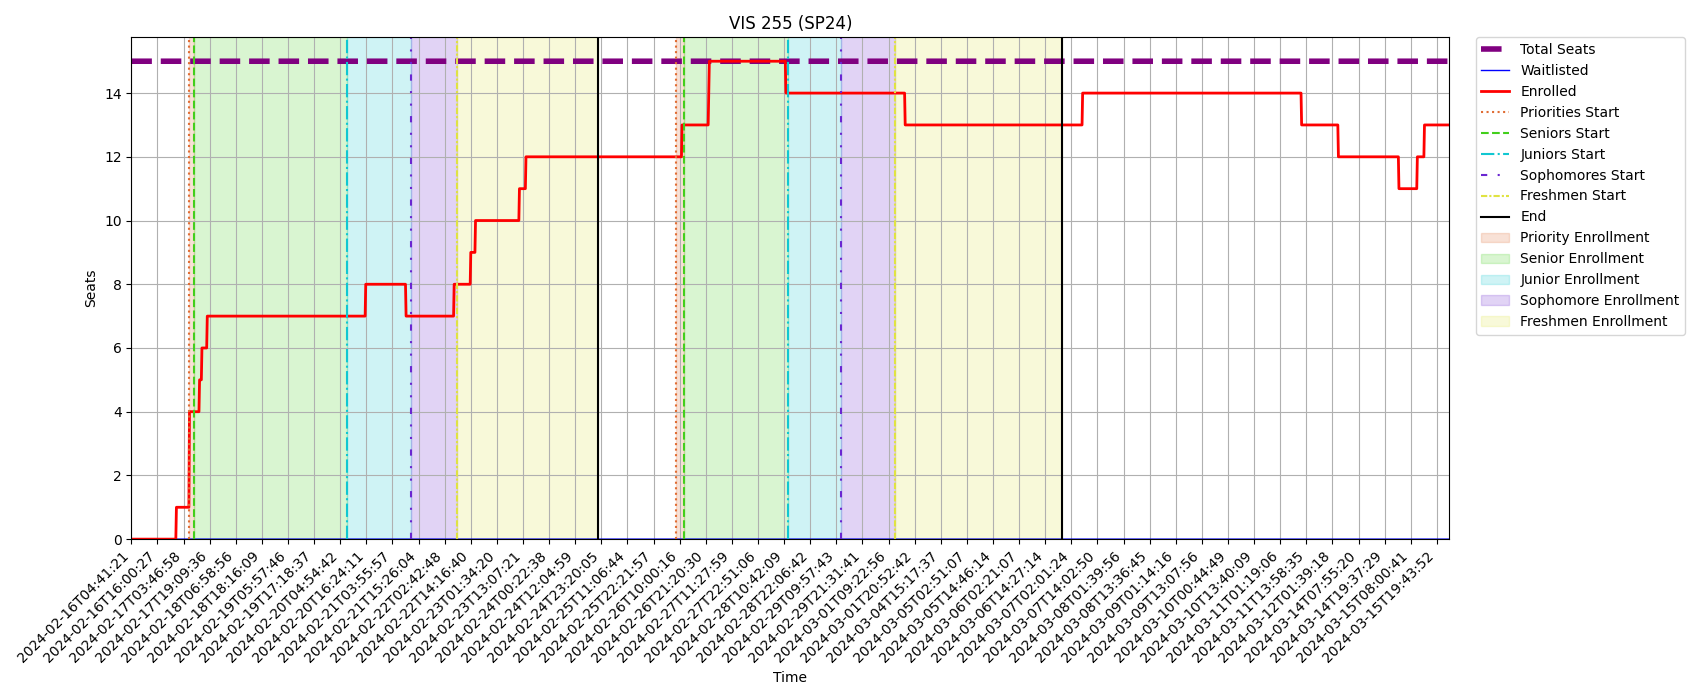 VIS 255 (SP24)
Total Seats
Waitlisted
Enrolled
Priorities Start
Seniors Start
Juniors Start
Sophomores Start
Freshmen Start
End
Priority Enrollment
Senior Enrollment
Junior Enrollment
Sophomore Enrollment
Freshmen Enrollment
Seats
14
12
10
8
6
4
2
0
2024-02-16T04:41:21
2024-02-16T16:00:27
2024-02-17T03:46:58
2024-02-17T19:09:36
2024-02-18T06:58:56
2024-02-18T18:16:09
2024-02-19T05:57:46
2024-02-19T17:18:37
2024-02-20T04:54:42
2024-02-20T16:24:11
2024-02-21T03:55:57
2024-02-21T15:26:04
2024-02-22T02:42:48
2024-02-22T14:16:40
2024-02-23T01:34:20
2024-02-23T13:07:21
2024-02-24T00:22:38
2024-02-24T12:04:59
2024-02-24T23:20:05
2024-02-25T11:06:44
2024-02-25T22:21:57
2024-02-26T10:00:16
2024-02-26T21:20:30
2024-02-27T11:27:59
2024-02-27T22:51:06
2024-02-28T10:42:09
2024-02-28T22:06:42
2024-02-29T09:57:43
2024-02-29T21:31:41
2024-03-01T09:22:56
2024-03-01T20:52:42
2024-03-04T15:17:37
2024-03-05T02:51:07
2024-03-05T14:46:14
2024-03-06T02:21:07
2024-03-06T14:27:14
2024-03-07T02:01:24
2024-03-07T14:02:50
2024-03-08T01:39:56
2024-03-08T13:36:45
2024-03-09T01:14:16
2024-03-09T13:07:56
2024-03-10T00:44:49
2024-03-10T13:40:09
2024-03-11T01:19:06
2024-03-11T13:58:35
2024-03-12T01:39:18
2024-03-14T07:55:20
2024-03-14T19:37:29
2024-03-15T08:00:41
2024-03-15T19:43:52
Time